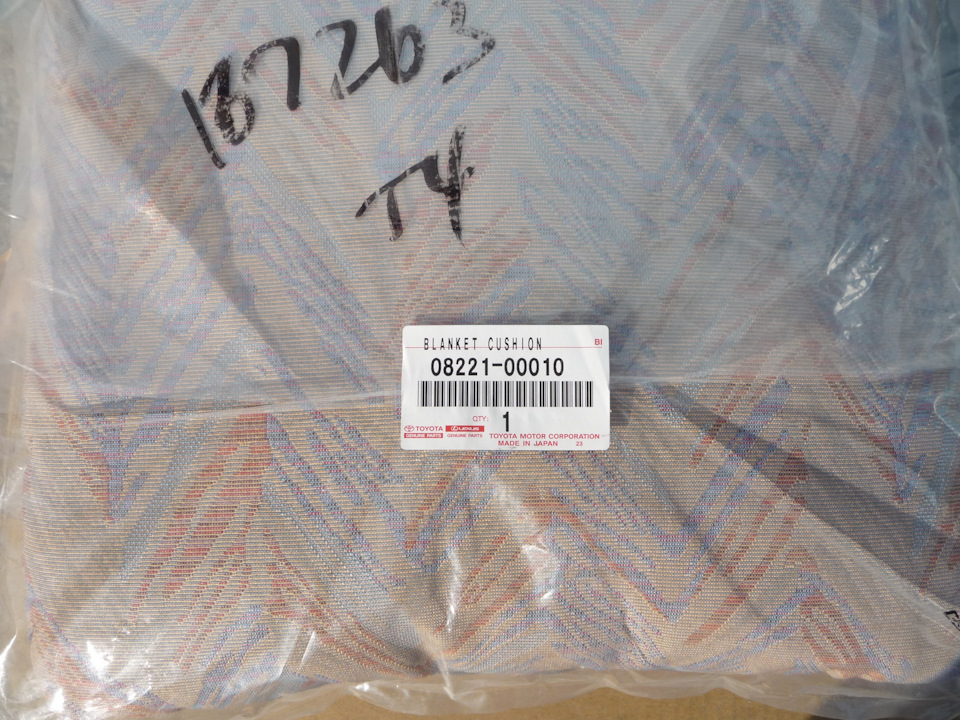 187263
T4
BLANKET CUSHION
BI
08221-00010
QTY: 1
TOYOTA LEXUS
GENUINE PARTS GENUINE PARTS
TOYOTA MOTOR CORPORATION
MADE IN JAPAN 23